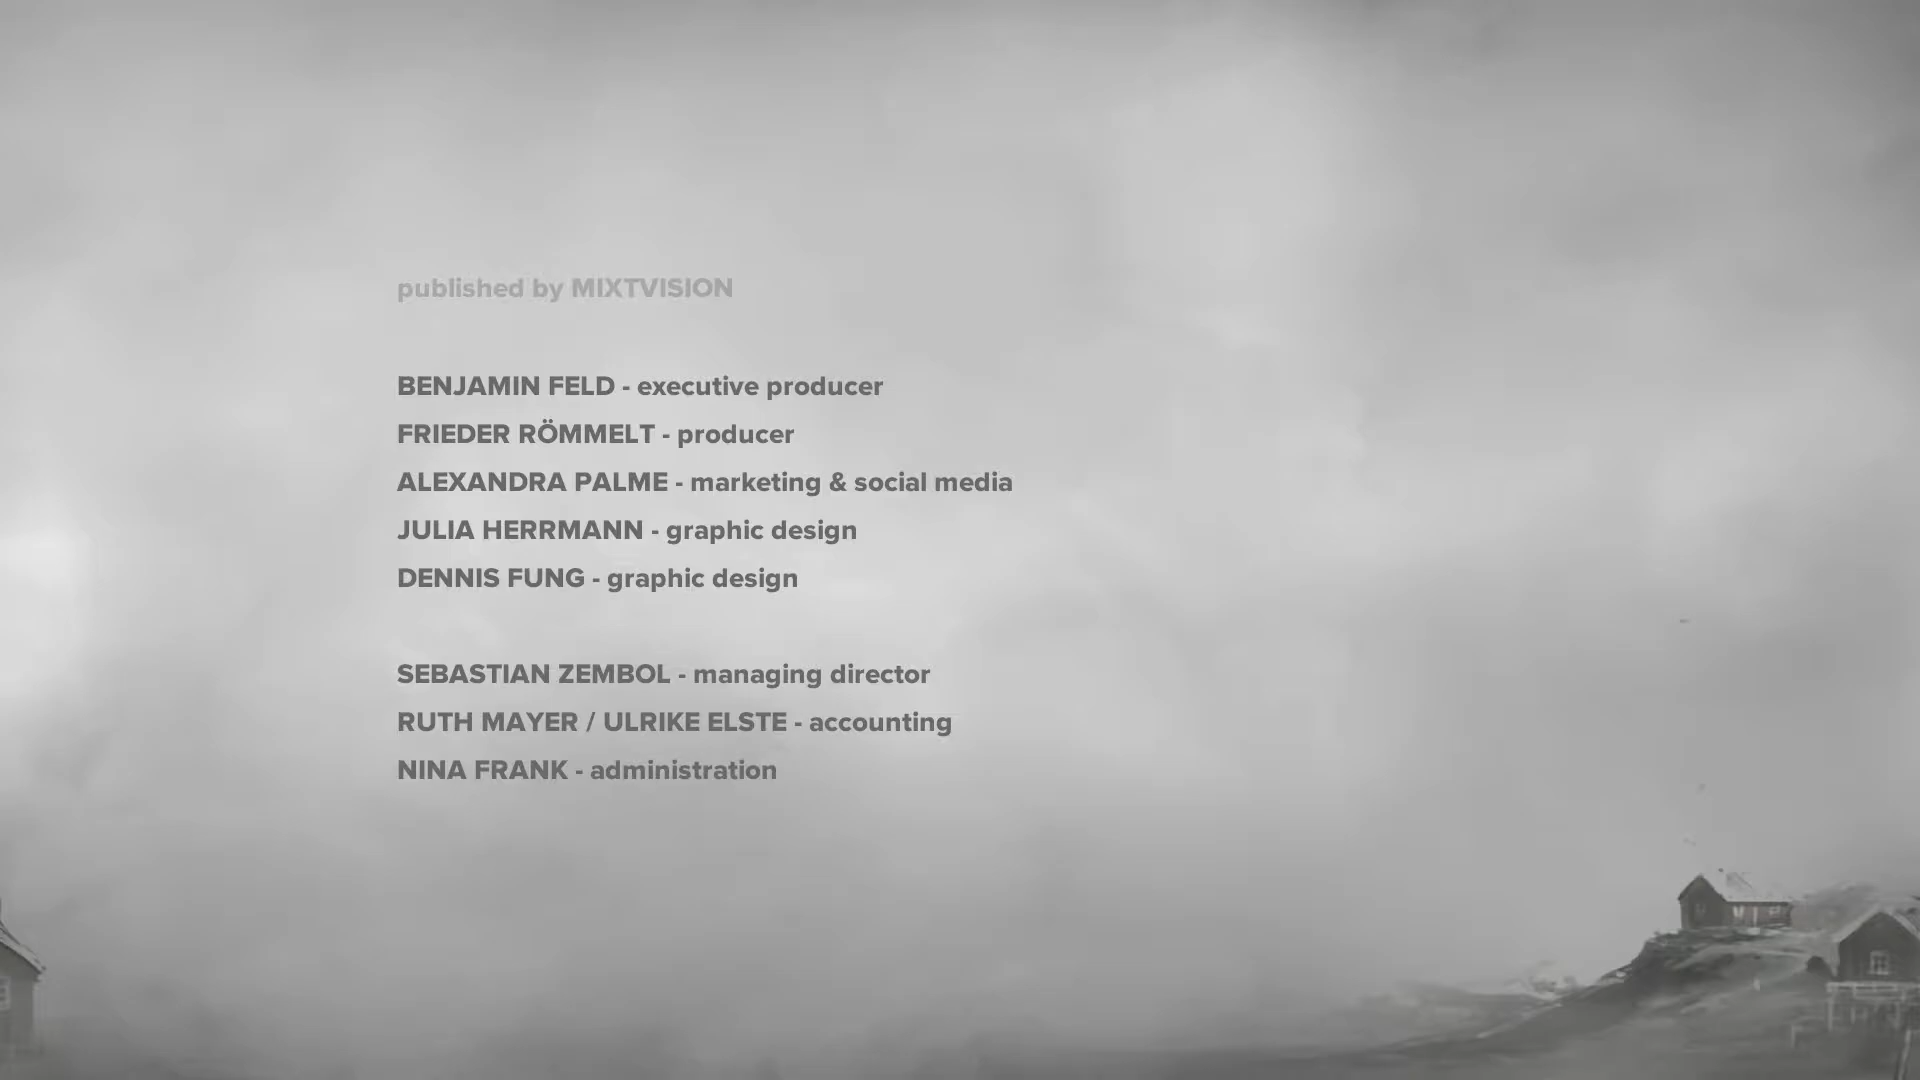 published by MIXTVISION
BENJAMIN FELD - executive producer
FRIEDER RÖMMELT - producer
ALEXANDRA PALME - marketing & social media
JULIA HERRMANN - graphic design
DENNIS FUNG - graphic design
SEBASTIAN ZEMBOL - managing director
RUTH MAYER / ULRIKE ELSTE - accounting
NINA FRANK - administration